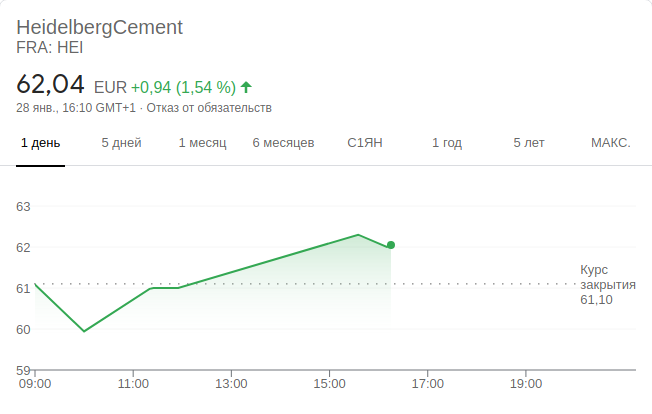 HeidelbergCement
FRA: HEI
62,04 EUR +0,94 (1,54 %)
28 янв., 16:10 GMT+1 · Отказ от обязательств
1 день 5 дней 1 месяц 6 месяцев С1ЯН 1 год 5 лет МАКС.
63
62
61
60
59
Курс
закрытия
61,10
09:00 11:00 13:00 15:00 17:00 19:00